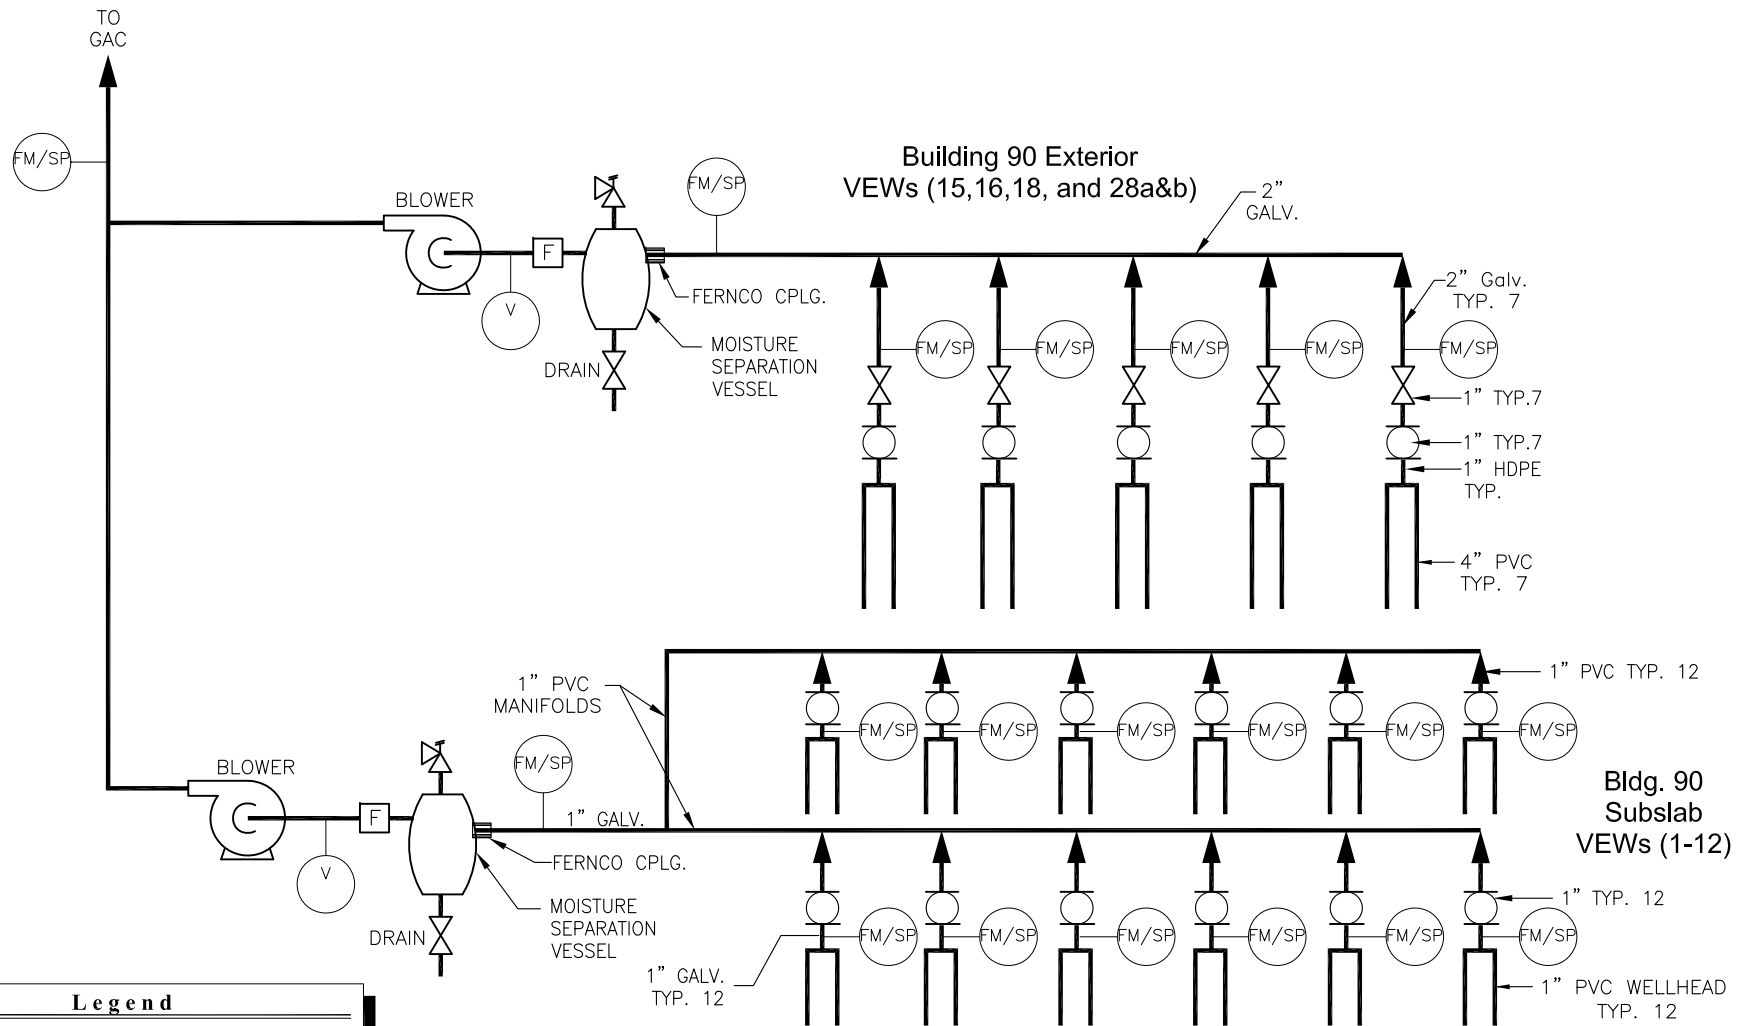 TO
GAC
FM/SP
BLOWER
FM/SP
Building 90 Exterior
VEWs (15,16,18, and 28a&b)
2"
GALV.
F
V
FERNCO CPLG.
MOISTURE
SEPARATION
VESSEL
DRAIN
2" Galv.
TYP. 7
FM/SP
FM/SP
FM/SP
FM/SP
FM/SP
1" TYP.7
1" TYP.7
1" HDPE
TYP.
4" PVC
TYP. 7
1" PVC
MANIFOLDS
1" PVC TYP. 12
FM/SP
FM/SP
FM/SP
FM/SP
FM/SP
FM/SP
BLOWER
FM/SP
F
1" GALV.
V
FERNCO CPLG.
MOISTURE
SEPARATION
VESSEL
DRAIN
Bldg. 90
Subslab
VEWs (1-12)
1" TYP. 12
FM/SP
FM/SP
FM/SP
FM/SP
FM/SP
FM/SP
1" GALV.
TYP. 12
1" PVC WELLHEAD
TYP. 12
Legend